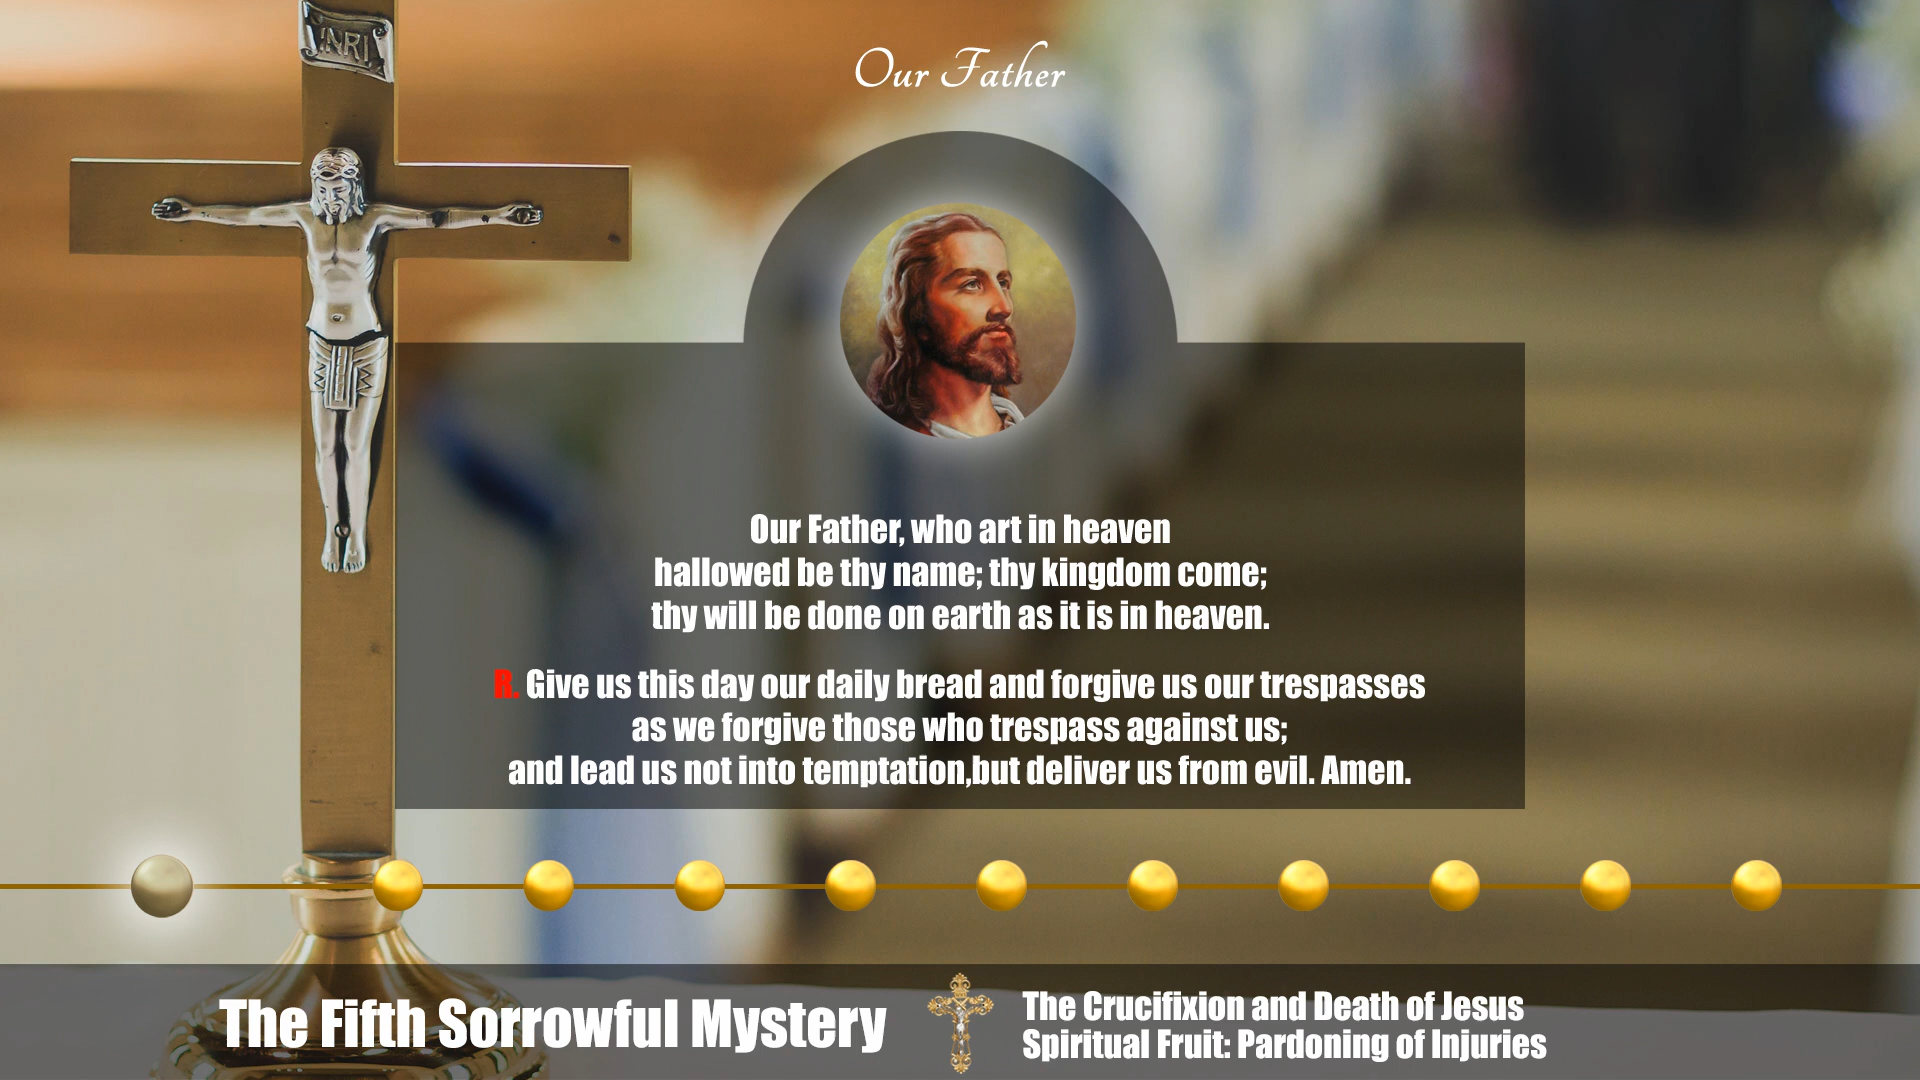 INRI
Our Father
Our Father, who art in heaven
hallowed be thy name; thy kingdom come;
thy will be done on earth as it is in heaven.
R. Give us this day our daily bread and forgive us our trespasses
as we forgive those who trespass against us;
and lead us not into temptation,but deliver us from evil. Amen.
The Fifth Sorrowful Mystery
The Crucifixion and Death of Jesus
Spiritual Fruit: Pardoning of Injuries